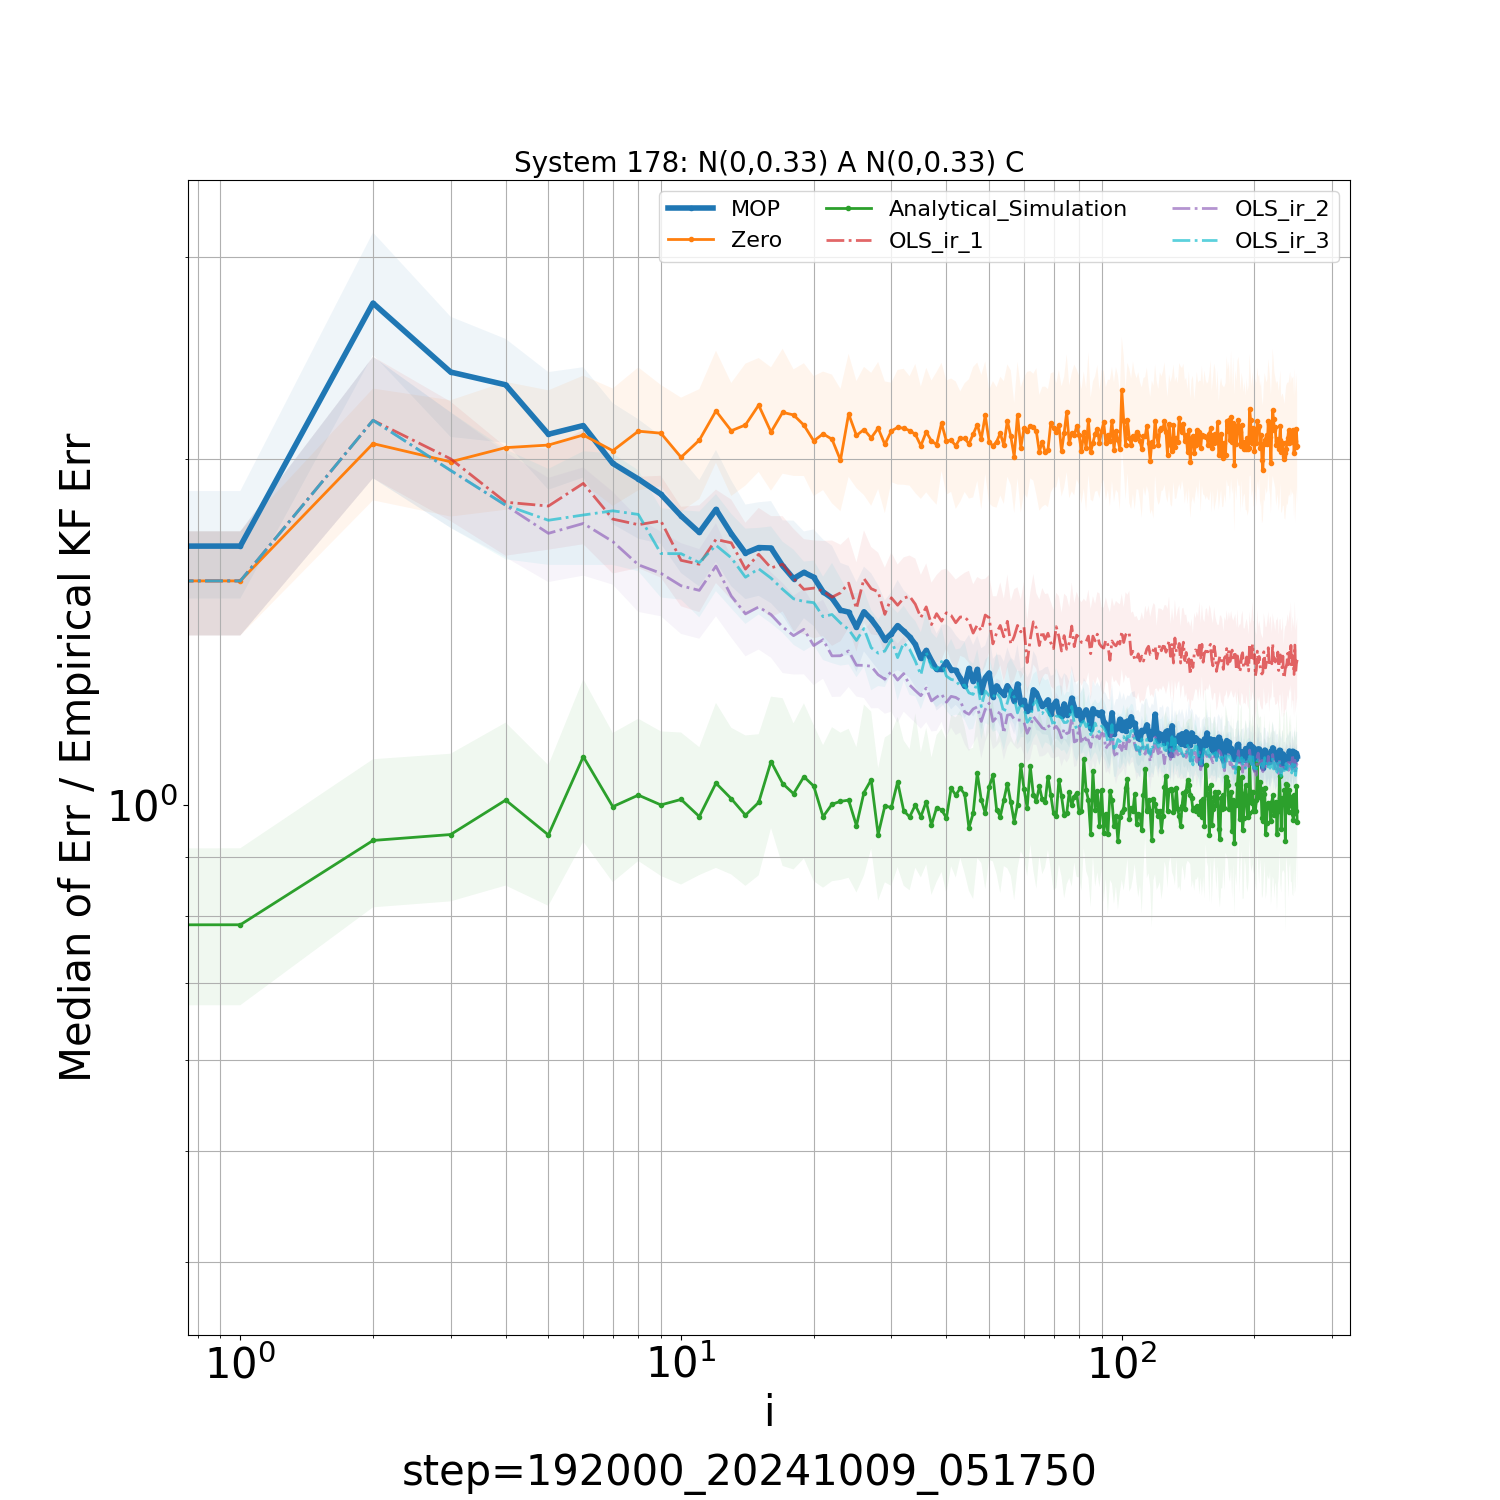 System 178: N(0,0.33) A N(0,0.33) C
MOP
Zero
Analytical_Simulation
OLS_ir_1
OLS_ir_2
OLS_ir_3
Median of Err / Empirical KF Err
10⁰
10⁰ 10¹ 10²
i
step=192000_20241009_051750